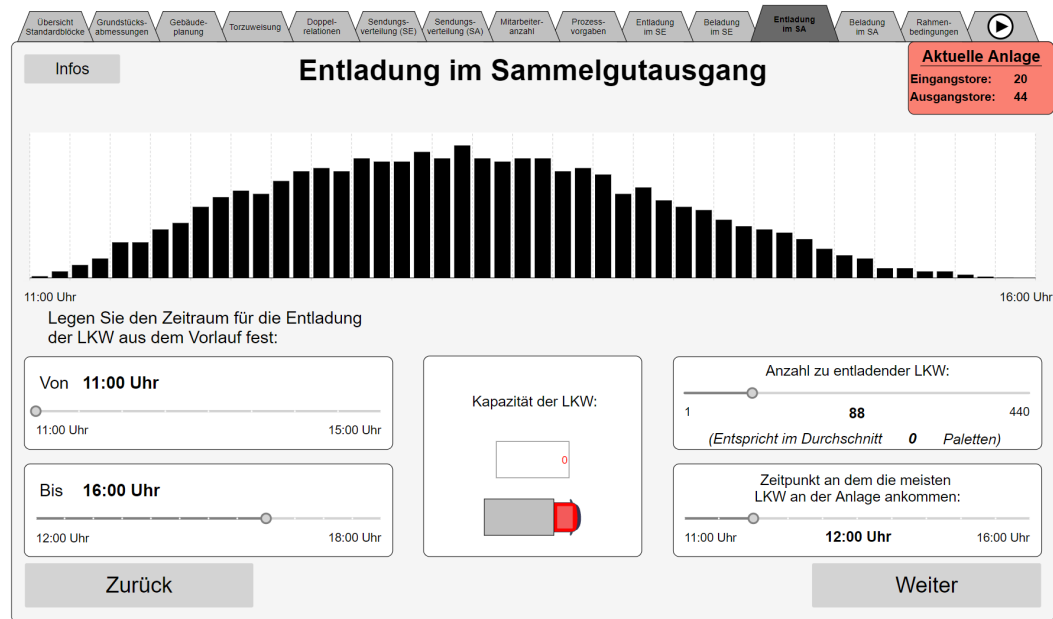 Übersicht
Standardblöcke
Grundstücks-
abmessungen
Gebäude-
planung
Torzuweisung
Doppel-
relationen
Sendungs-
verteilung (SE)
Sendungs-
verteilung (SA)
Mitarbeiter-
anzahl
Prozess-
vorgaben
Entladung
im SE
Beladung
im SE
Entladung
im SA
Beladung
im SA
Rahmen-
bedingungen
Infos
Entladung im Sammelgutausgang
Aktuelle Anlage
Eingangstore: 20
Ausgangstore: 44
11:00 Uhr
16:00 Uhr
Legen Sie den Zeitraum für die Entladung
der LKW aus dem Vorlauf fest:
Von 11:00 Uhr
11:00 Uhr 15:00 Uhr
Bis 16:00 Uhr
12:00 Uhr 18:00 Uhr
Kapazität der LKW:
0
Anzahl zu entladender LKW:
1 88 440
(Entspricht im Durchschnitt 0 Paletten)
Zeitpunkt an dem die meisten
LKW an der Anlage ankommen:
11:00 Uhr 12:00 Uhr 16:00 Uhr
Zurück
Weiter